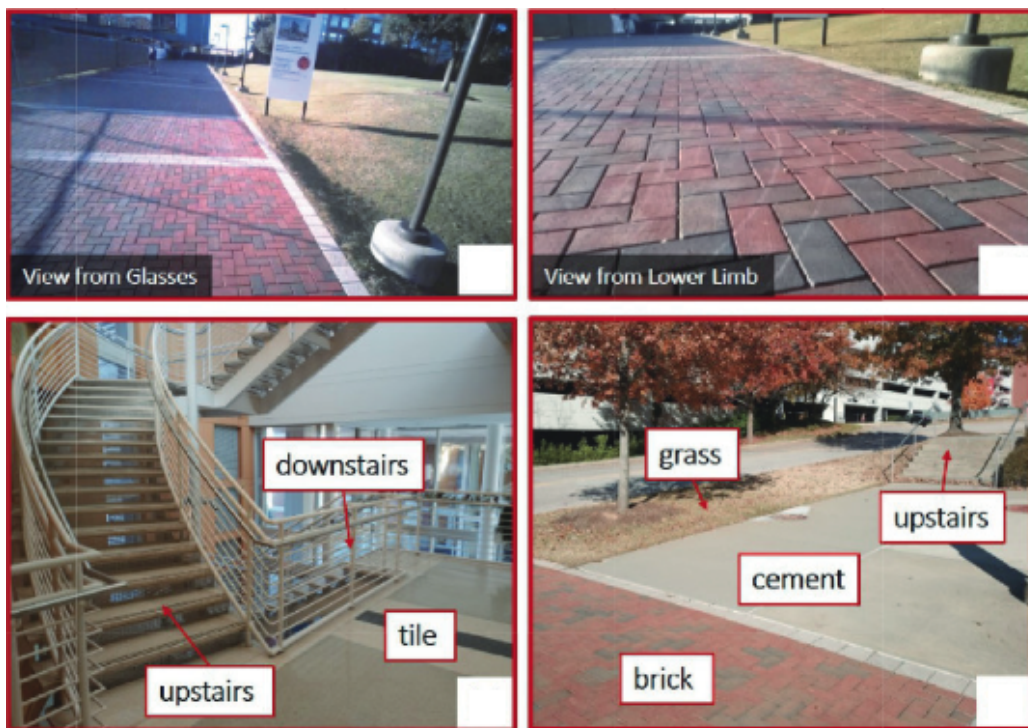 View from Glasses
View from Lower Limb
downstairs
tile
upstairs
grass
upstairs
cement
brick